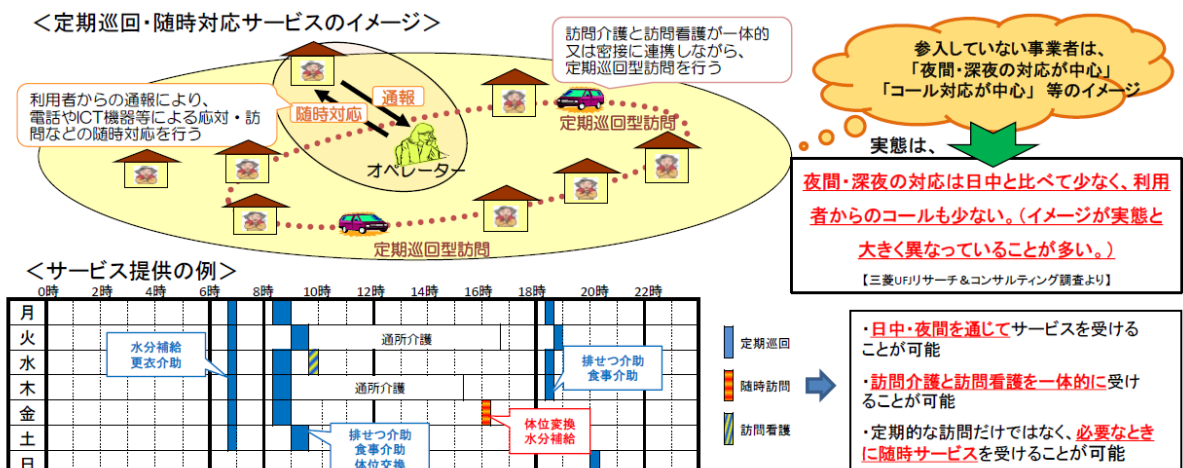 ＜定期巡回・随時対応サービスのイメージ＞
訪問介護と訪問看護が一体的
又は密接に連携しながら、
定期巡回型訪問を行う
参入していない事業者は、
「夜間・深夜の対応が中心」
「コール対応が中心」 等のイメージ
利用者からの通報により、
電話やICT機器等による応対・訪
問などの随時対応を行う
通報
随時対応
定期巡回型訪問
オペレーター
定期巡回型訪問
実態は、
夜間・深夜の対応は日中と比べて少なく、利用
者からのコールも少ない。（イメージが実態と
大きく異なっていることが多い。）
【三菱UFJリサーチ＆コンサルティング調査より】
＜サービス提供の例＞
0時 2時 4時 6時 8時 10時 12時 14時 16時 18時 20時 22時
月
火
水
木
金
土
日
水分補給
更衣介助
通所介護
通所介護
排せつ介助
食事介助
体位交換
体位変換
水分補給
排せつ介助
食事介助
定期巡回
随時訪問
訪問看護
・日中・夜間を通じてサービスを受ける
ことが可能
・訪問介護と訪問看護を一体的に受け
ることが可能
・定期的な訪問だけではなく、必要なとき
に随時サービスを受けることが可能